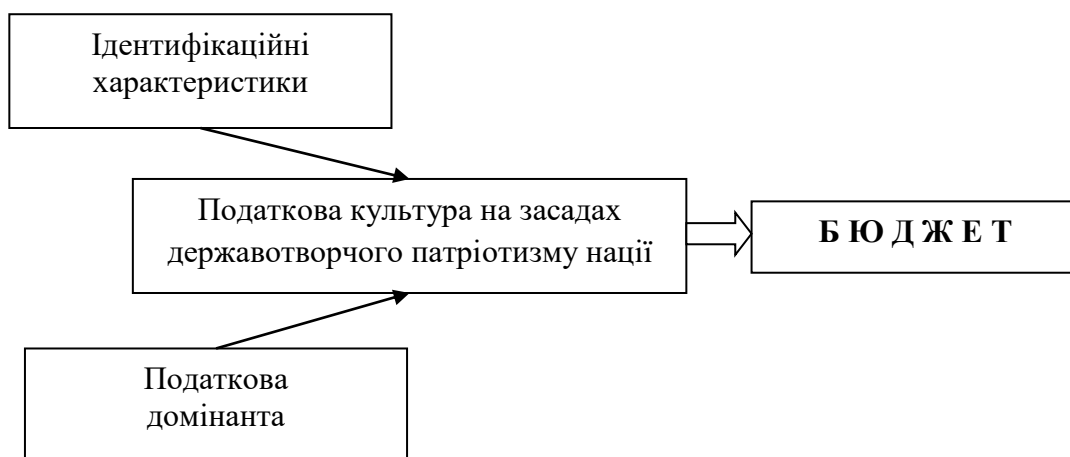 Ідентифікаційні
характеристики
Податкова культура на засадах
державотворчого патріотизму нації
Б Ю Д Ж Е Т
Податкова
домінанта